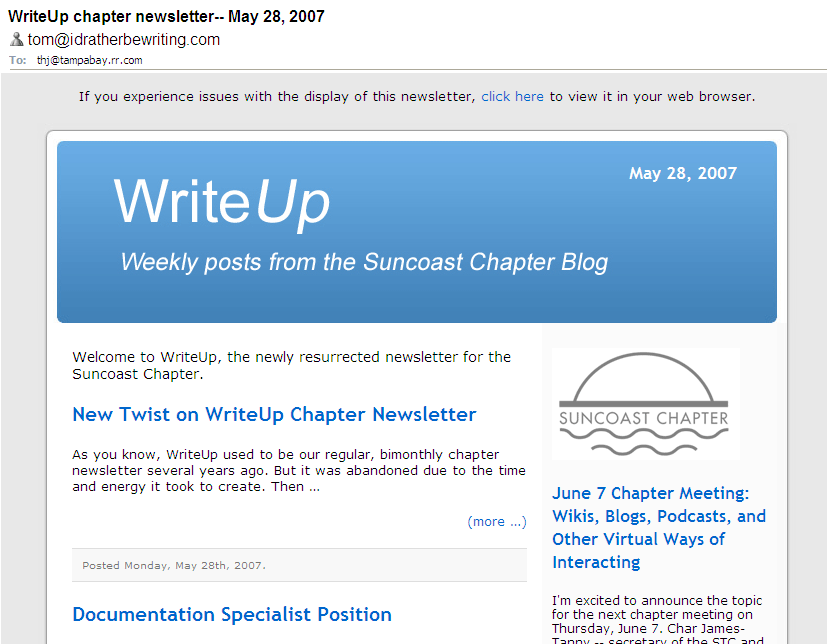 WriteUp chapter newsletter-- May 28, 2007
tom@idratherbewriting.com
To: thj@tampabay.rr.com
If you experience issues with the display of this newsletter, click here to view it in your web browser.
May 28, 2007
WriteUp
Weekly posts from the Suncoast Chapter Blog
Welcome to WriteUp, the newly resurrected newsletter for the
Suncoast Chapter.
New Twist on WriteUp Chapter Newsletter
As you know, WriteUp used to be our regular, bimonthly chapter
newsletter several years ago. But it was abandoned due to the time
and energy it took to create. Then ...
(more ...)
Posted Monday, May 28th, 2007.
Documentation Specialist Position
SUNCOAST CHAPTER
June 7 Chapter Meeting:
Wikis, Blogs, Podcasts, and
Other Virtual Ways of
Interacting
I'm excited to announce the topic
for the next chapter meeting on
Thursday, June 7. Char James-
Tanny -- secretary of the STC and